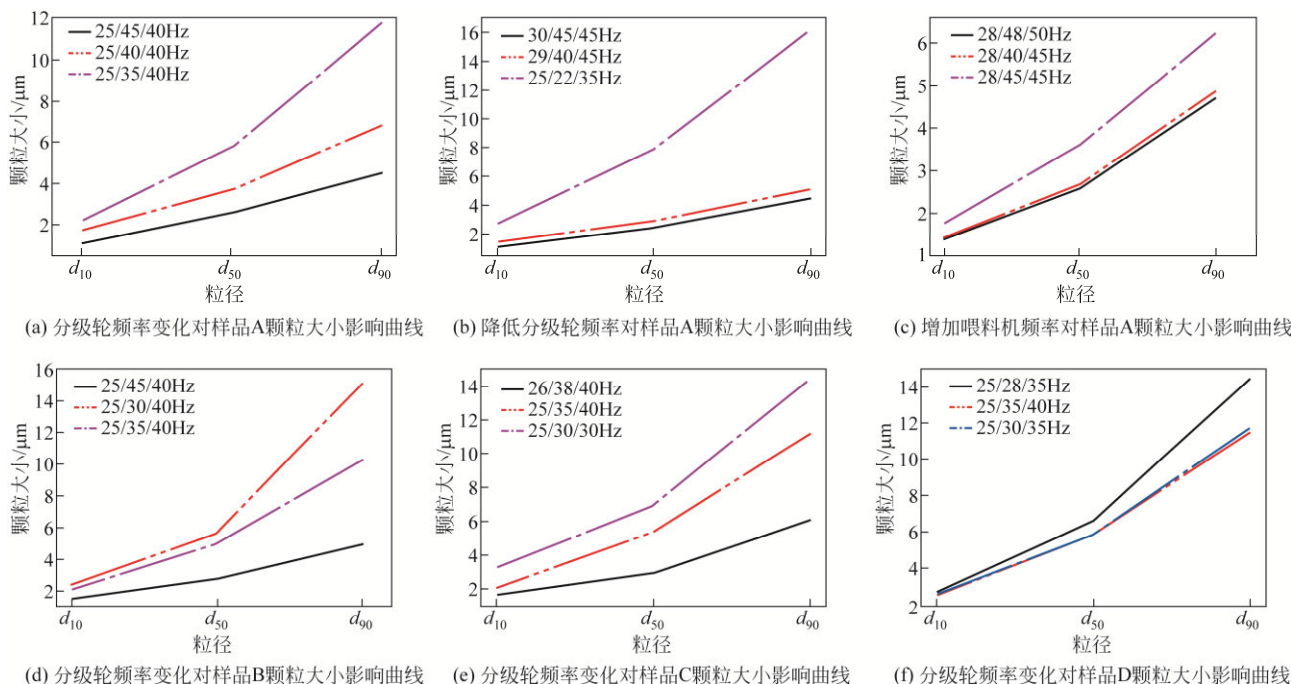 12
10
8
6
4
2
颗粒大小/μm
25/45/40Hz
25/40/40Hz
25/35/40Hz
d10
d50
d90
粒径
(a) 分级轮频率变化对样品A颗粒大小影响曲线
16
14
12
10
8
6
4
2
颗粒大小/μm
30/45/45Hz
29/40/45Hz
25/22/35Hz
d10
d50
d90
粒径
(b) 降低分级轮频率对样品A颗粒大小影响曲线
6
5
4
3
2
1
颗粒大小/μm
28/48/50Hz
28/40/45Hz
28/45/45Hz
d10
d50
d90
粒径
(c) 增加喂料机频率对样品A颗粒大小影响曲线
16
14
12
10
8
6
4
2
颗粒大小/μm
25/45/40Hz
25/30/40Hz
25/35/40Hz
d10
d50
d90
粒径
(d) 分级轮频率变化对样品B颗粒大小影响曲线
14
12
10
8
6
4
2
颗粒大小/μm
26/38/40Hz
25/35/40Hz
25/30/30Hz
d10
d50
d90
粒径
(e) 分级轮频率变化对样品C颗粒大小影响曲线
14
12
10
8
6
4
2
颗粒大小/μm
25/28/35Hz
25/35/40Hz
25/30/35Hz
d10
d50
d90
粒径
(f) 分级轮频率变化对样品D颗粒大小影响曲线